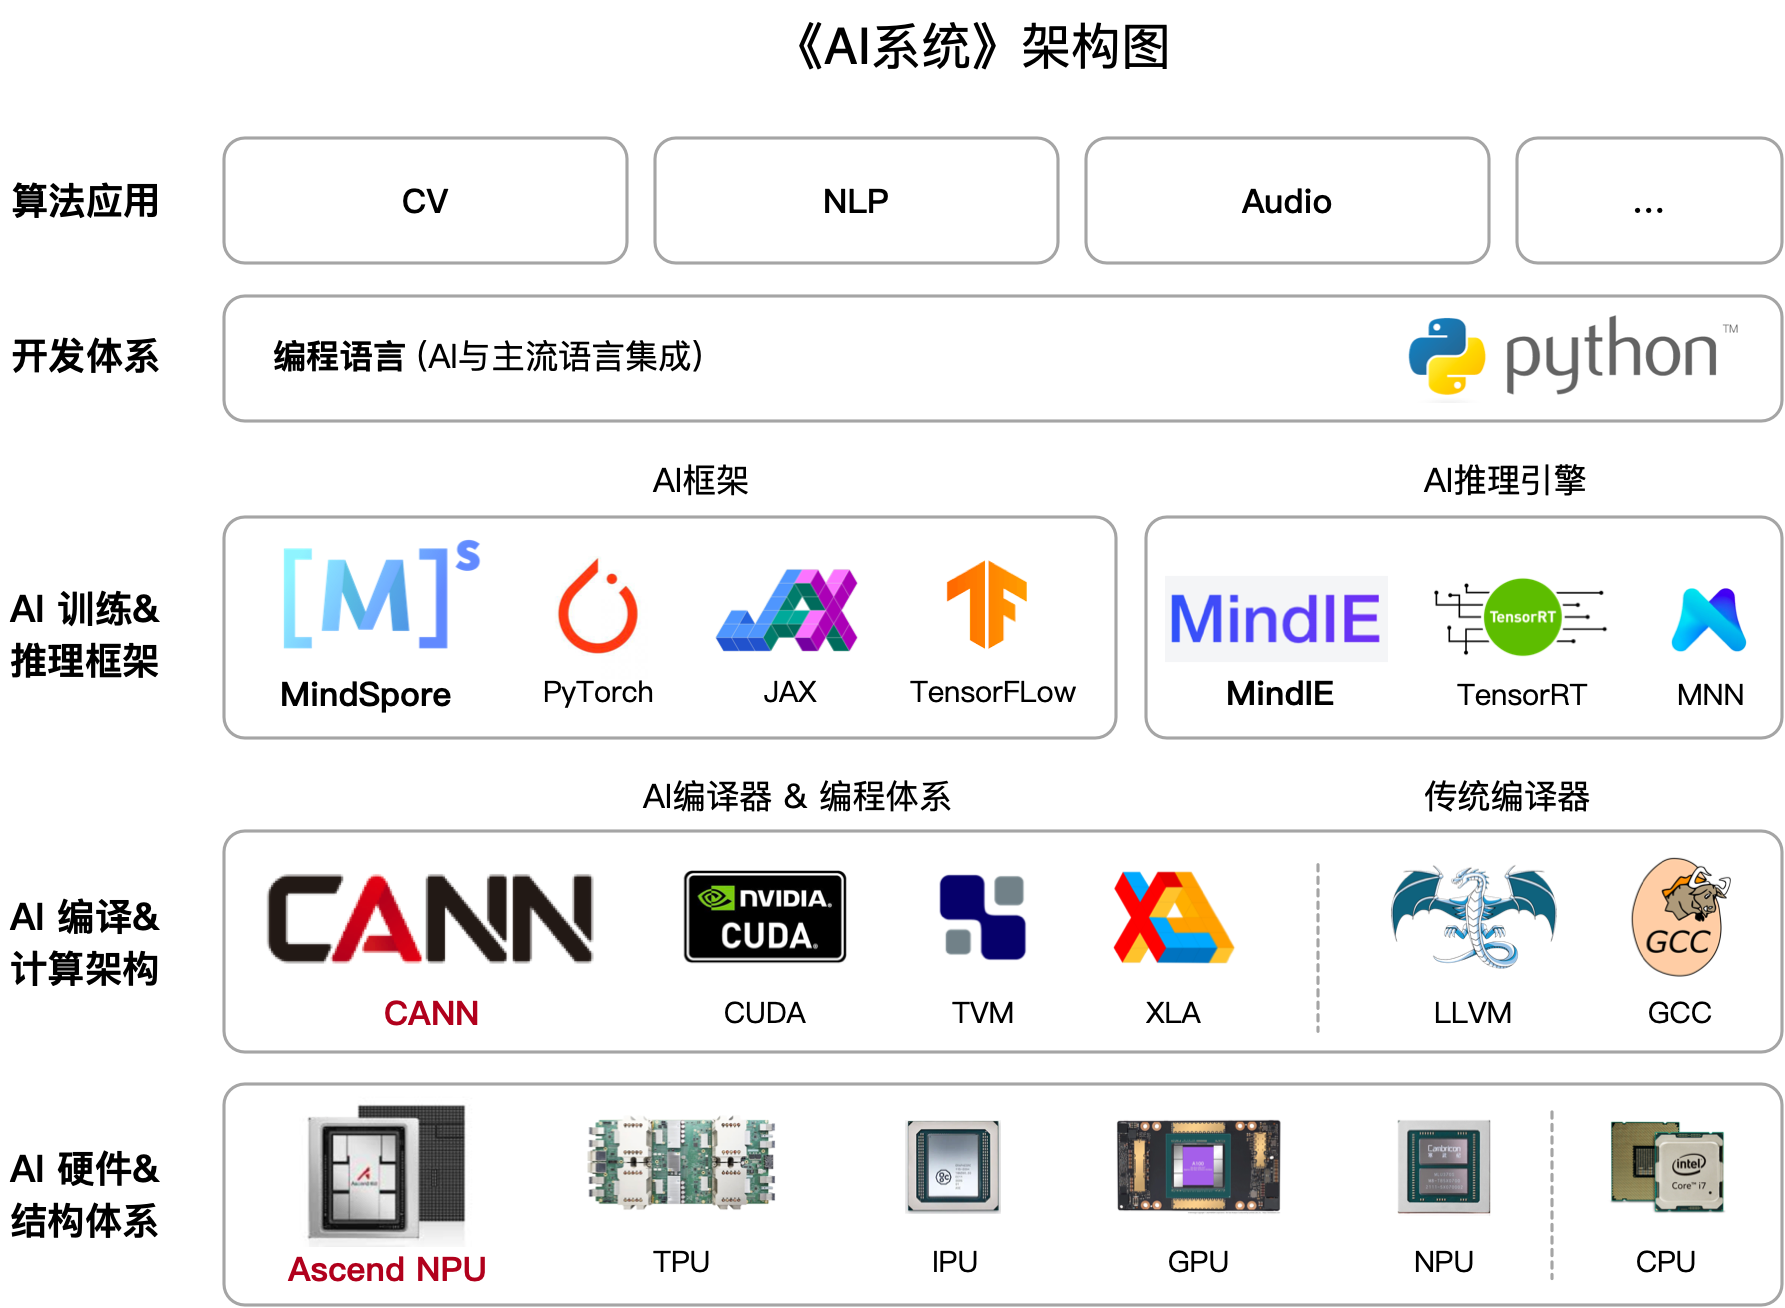 《AI系统》架构图
算法应用
CV
NLP
Audio
...
开发体系
编程语言 (AI与主流语言集成)
python™
AI框架
AI推理引擎
AI 训练&
推理框架
[M]S
MindSpore
PyTorch
JAX
JAX
TensorFLow
MindIE
MindIE
TensorRT
TensorRT
MNN
AI编译器 & 编程体系
传统编译器
AI 编译&
计算架构
CANN
CANN
NVIDIA.
CUDA.
CUDA
TVM
XLA
XLA
LLVM
GCC
GCC
AI 硬件&
结构体系
Ascend NPU
TPU
IPU
A100
GPU
Cambricon
NPU
intel
Core™ i7
CPU